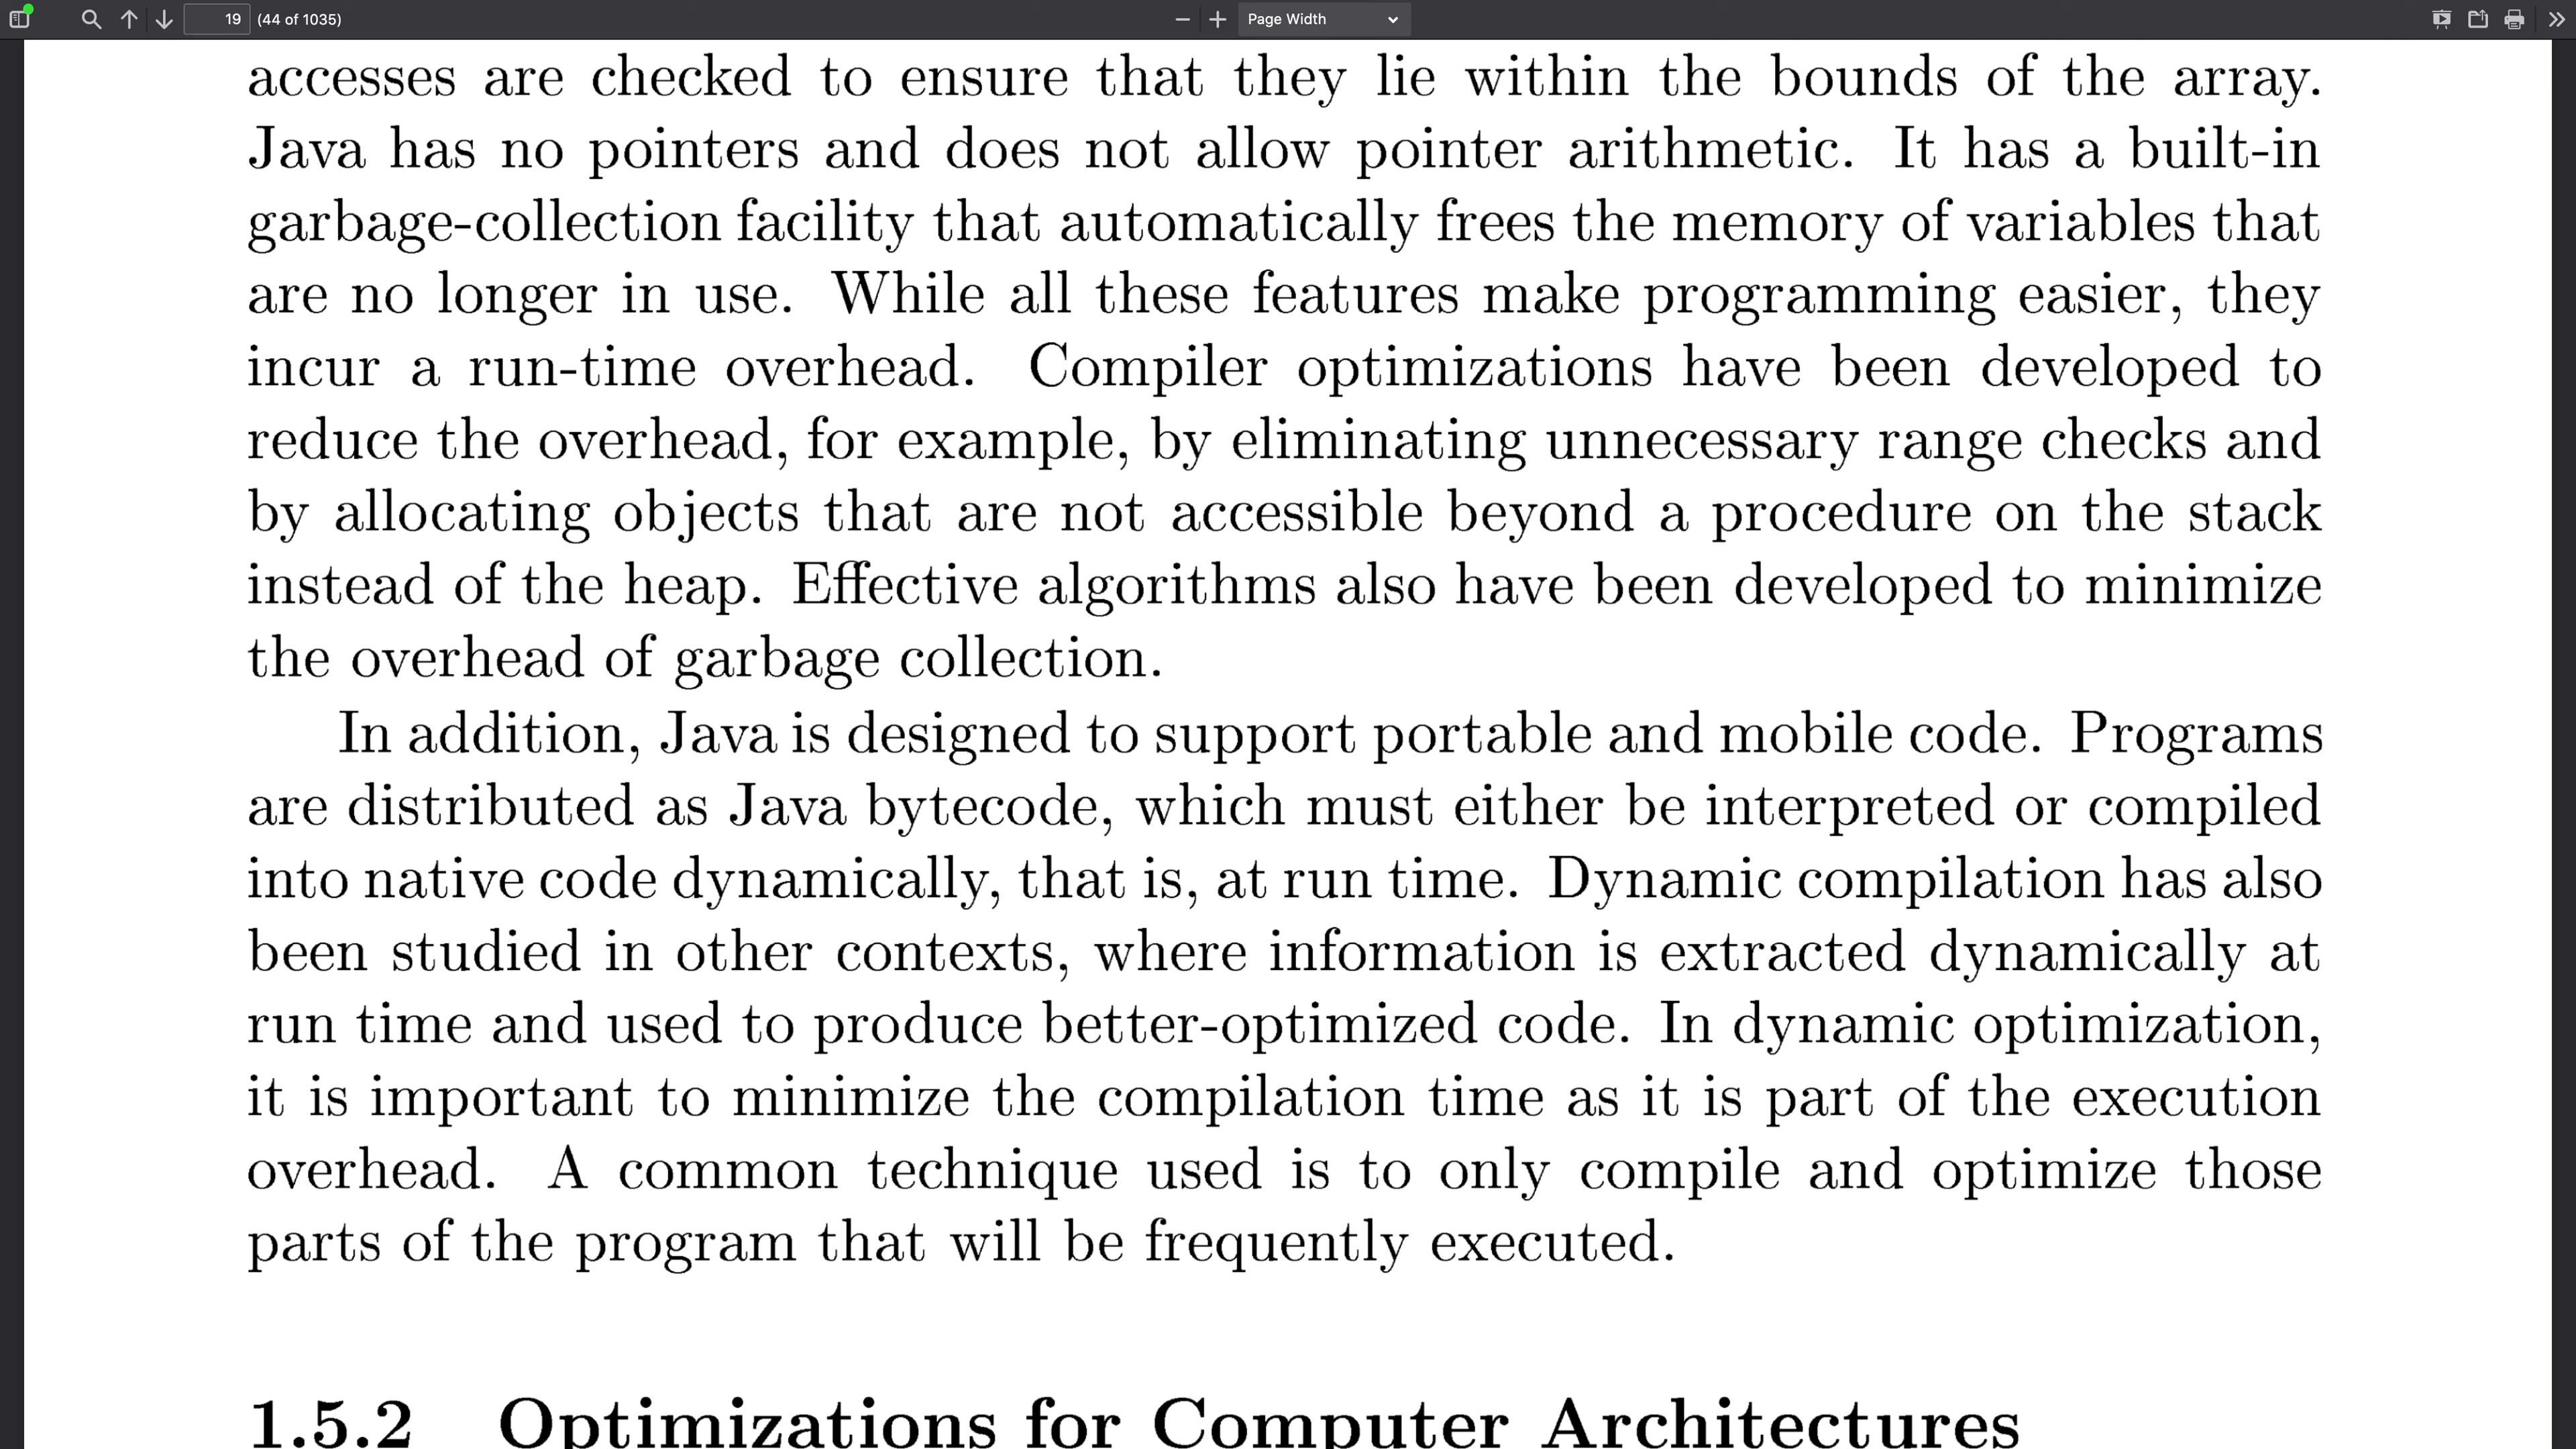 19 (44 of 1035) Page Width
accesses are checked to ensure that they lie within the bounds of the array.
Java has no pointers and does not allow pointer arithmetic. It has a built-in
garbage-collection facility that automatically frees the memory of variables that
are no longer in use. While all these features make programming easier, they
incur a run-time overhead. Compiler optimizations have been developed to
reduce the overhead, for example, by eliminating unnecessary range checks and
by allocating objects that are not accessible beyond a procedure on the stack
instead of the heap. Effective algorithms also have been developed to minimize
the overhead of garbage collection.
In addition, Java is designed to support portable and mobile code. Programs
are distributed as Java bytecode, which must either be interpreted or compiled
into native code dynamically, that is, at run time. Dynamic compilation has also
been studied in other contexts, where information is extracted dynamically at
run time and used to produce better-optimized code. In dynamic optimization,
it is important to minimize the compilation time as it is part of the execution
overhead. A common technique used is to only compile and optimize those
parts of the program that will be frequently executed.
1.5.2 Optimizations for Computer Architectures